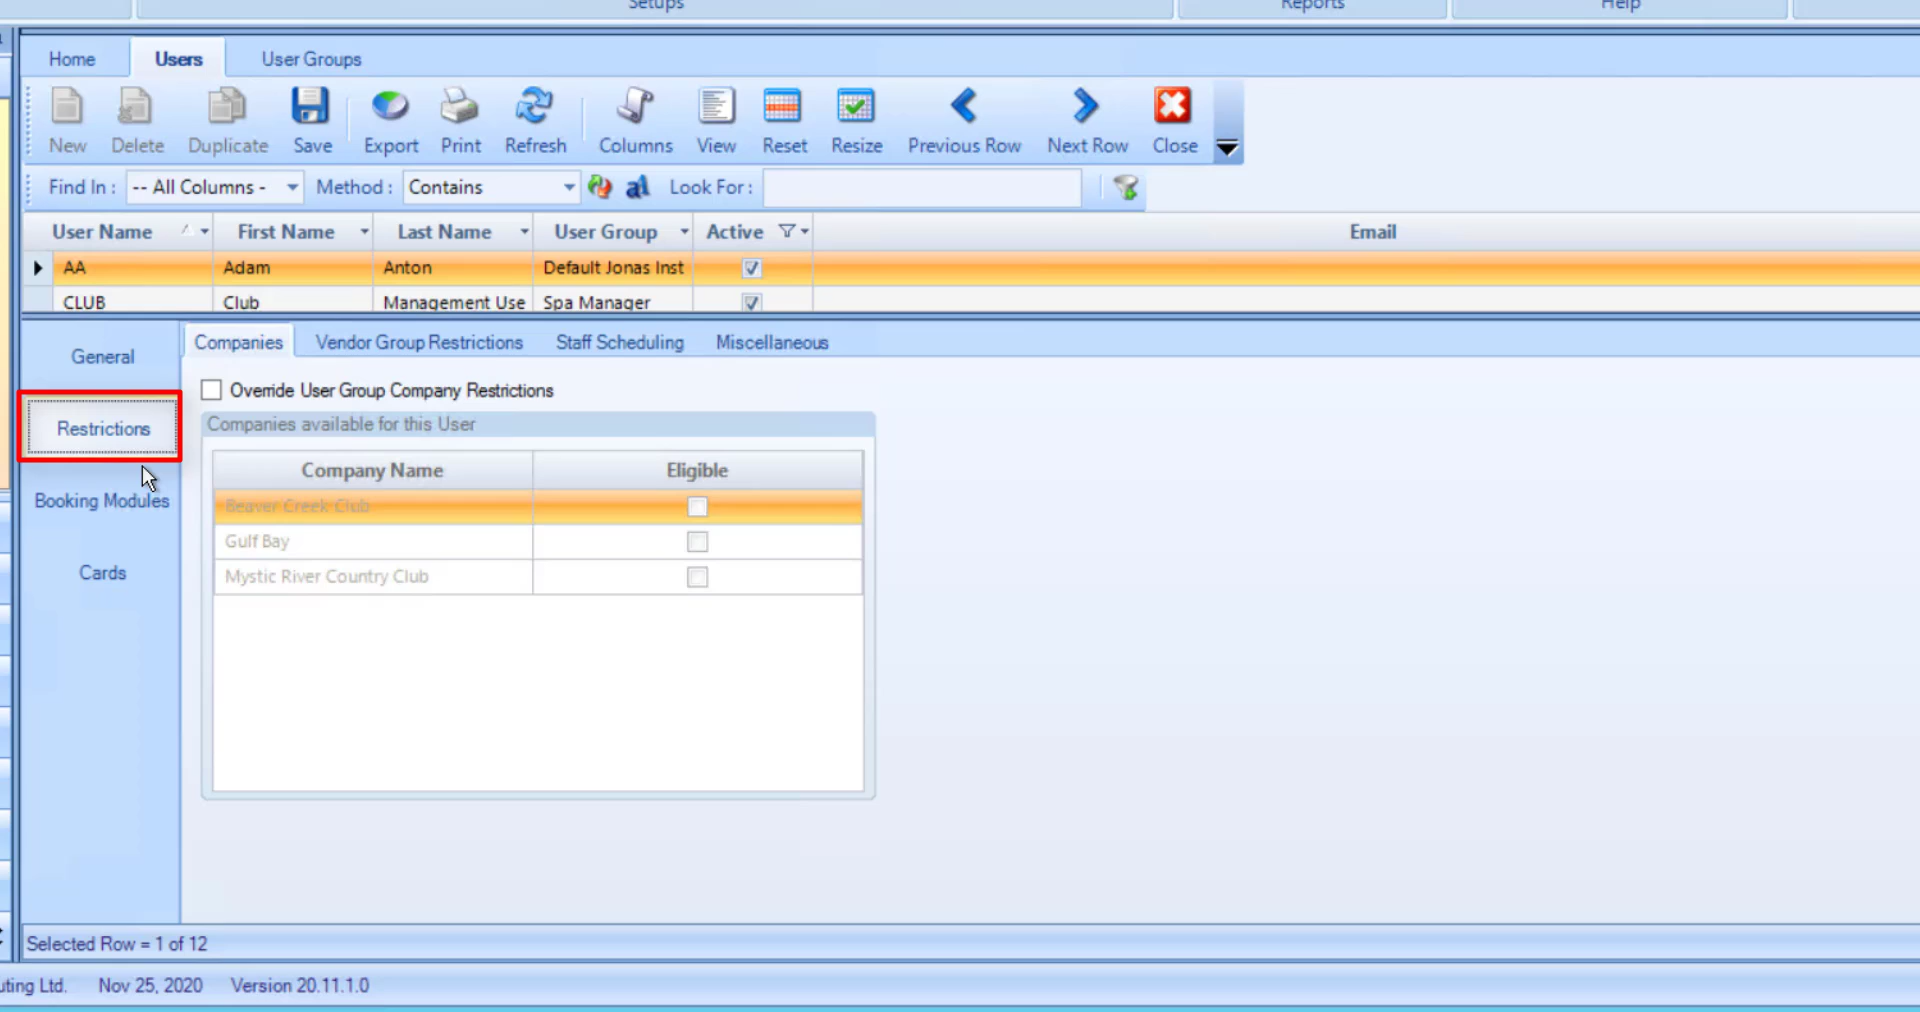 Setups Reports Help
Home Users User Groups
New Delete Duplicate Save Export Print Refresh Columns View Reset Resize Previous Row Next Row Close
Find In : -- All Columns - Method : Contains Look For :
User Name First Name Last Name User Group Active Email
AA Adam Anton Default Jonas Inst
CLUB Club Management Use Spa Manager
General
Restrictions
Booking Modules
Cards
Companies Vendor Group Restrictions Staff Scheduling Miscellaneous
Override User Group Company Restrictions
Companies available for this User
Company Name Eligible
Beaver Creek Club
Gulf Bay
Mystic River Country Club
Selected Row = 1 of 12
uting Ltd. Nov 25, 2020 Version 20.11.1.0